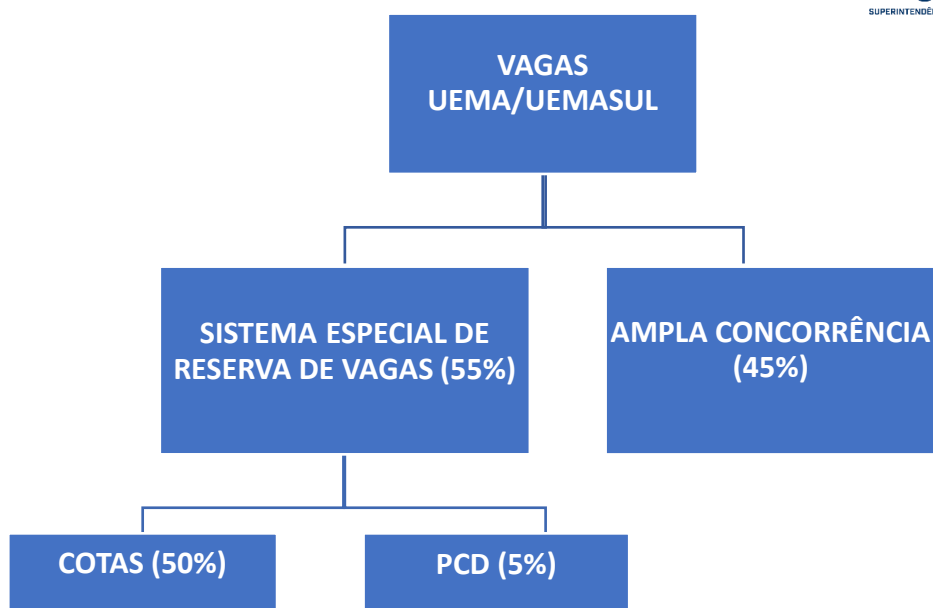 VAGAS
UEMA/UEMASUL
SISTEMA ESPECIAL DE
RESERVA DE VAGAS (55%)
AMPLA CONCORRÊNCIA
(45%)
COTAS (50%)
PCD (5%)